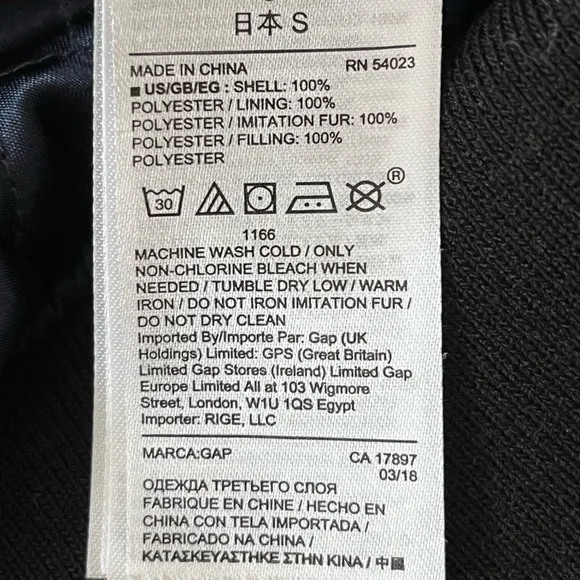 日本 S
MADE IN CHINA RN 54023
■ US/GB/EG : SHELL: 100%
POLYESTER / LINING: 100%
POLYESTER / IMITATION FUR: 100%
POLYESTER / FILLING: 100%
POLYESTER
30 ®
1166
MACHINE WASH COLD / ONLY
NON-CHLORINE BLEACH WHEN
NEEDED / TUMBLE DRY LOW / WARM
IRON / DO NOT IRON IMITATION FUR /
DO NOT DRY CLEAN
Imported By/Importe Par: Gap (UK
Holdings) Limited: GPS (Great Britain)
Limited Gap Stores (Ireland) Limited Gap
Europe Limited All at 103 Wigmore
Street, London, W1U 1QS Egypt
Importer: RIGE, LLC
MARCA:GAP CA 17897
03/18
ОДЕЖДА ТРЕТЬЕГО СЛОЯ
FABRIQUE EN CHINE / HECHO EN
CHINA CON TELA IMPORTADA /
FABRICADO NA CHINA /
ΚΑΤΑΣΚΕΥΑΣΤΗΚΕ ΣΤΗΝ ΚΙΝΑ / 中國